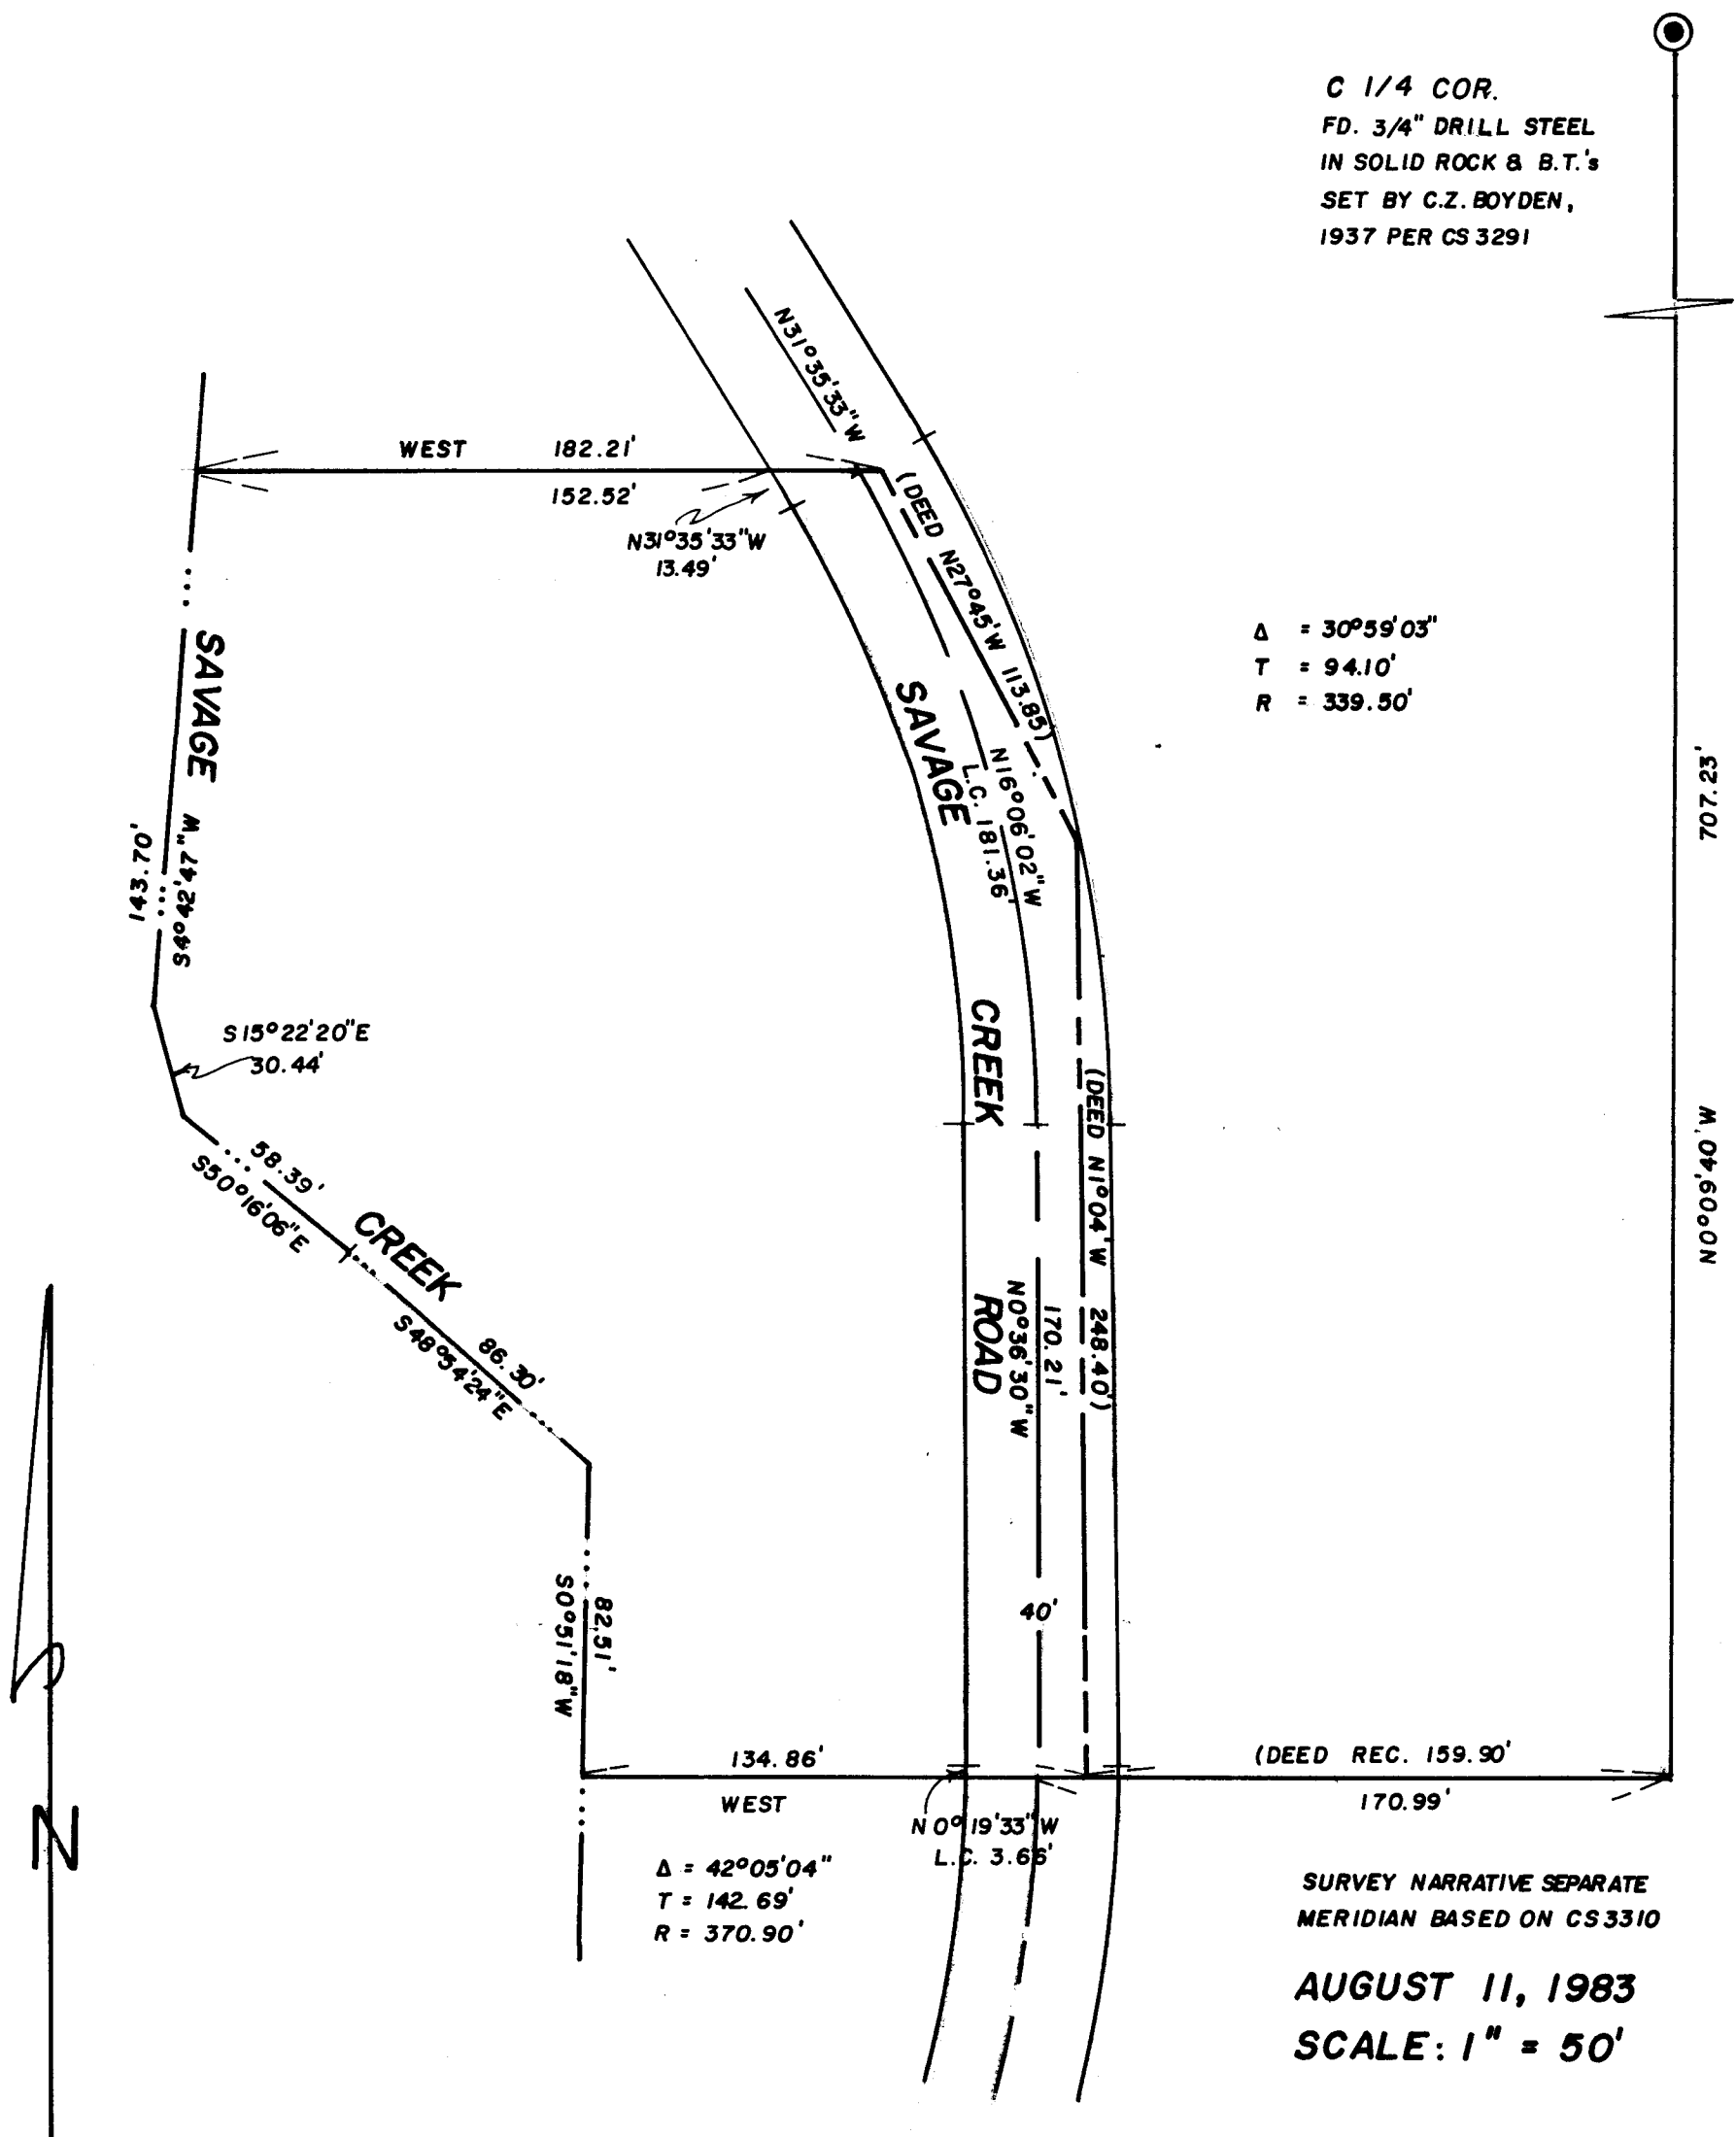 C 1/4 COR.
FD. 3/4" DRILL STEEL
IN SOLID ROCK & B.T.'s
SET BY C.Z. BOYDEN,
1937 PER CS 3291
N31°35'33"W
WEST 182.21'
152.52'
N31°35'33"W
13.49'
(DEED N27°45'W 113.85)
Δ = 30°59'03"
T = 94.10'
R = 339.50'
SAVAGE
SAVAGE
N16°06'02"W
L.C. 181.36'
707.23'
143.70'
S4°42'47"W
S15°22'20"E
30.44'
CREEK
(DEED N1°04'W 248.40')
N0°09'40"W
58.39'
S50°16'06"E
CREEK
86.30'
S48°54'24"E
ROAD
N0°36'30"W
170.21'
40'
82.51'
S0°51'18"W
134.86'
WEST
(DEED REC. 159.90'
170.99'
N0°19'33"W
L.C. 3.66'
Δ = 42°05'04"
T = 142.69'
R = 370.90'
N
SURVEY NARRATIVE SEPARATE
MERIDIAN BASED ON CS3310
AUGUST 11, 1983
SCALE: 1" = 50'